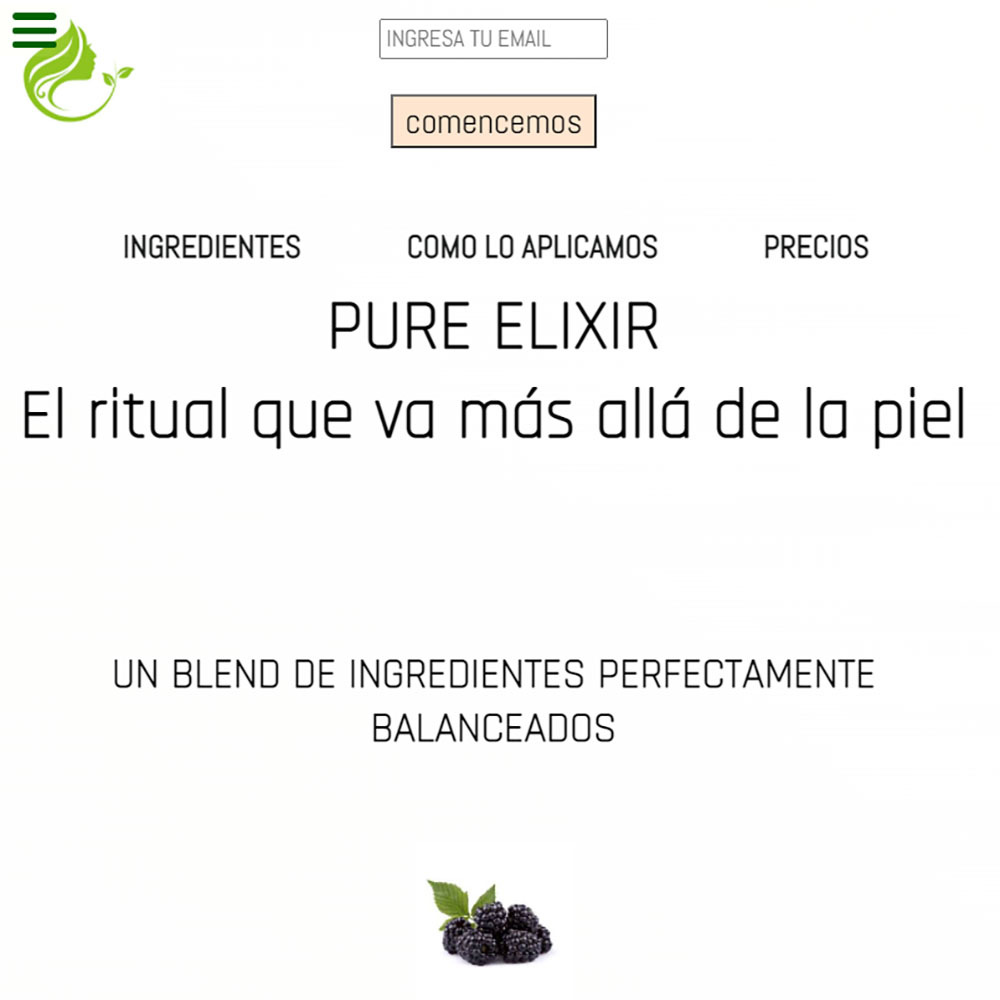 INGRESA TU EMAIL
comencemos
INGREDIENTES COMO LO APLICAMOS PRECIOS
PURE ELIXIR
El ritual que va más allá de la piel
UN BLEND DE INGREDIENTES PERFECTAMENTE
BALANCEADOS